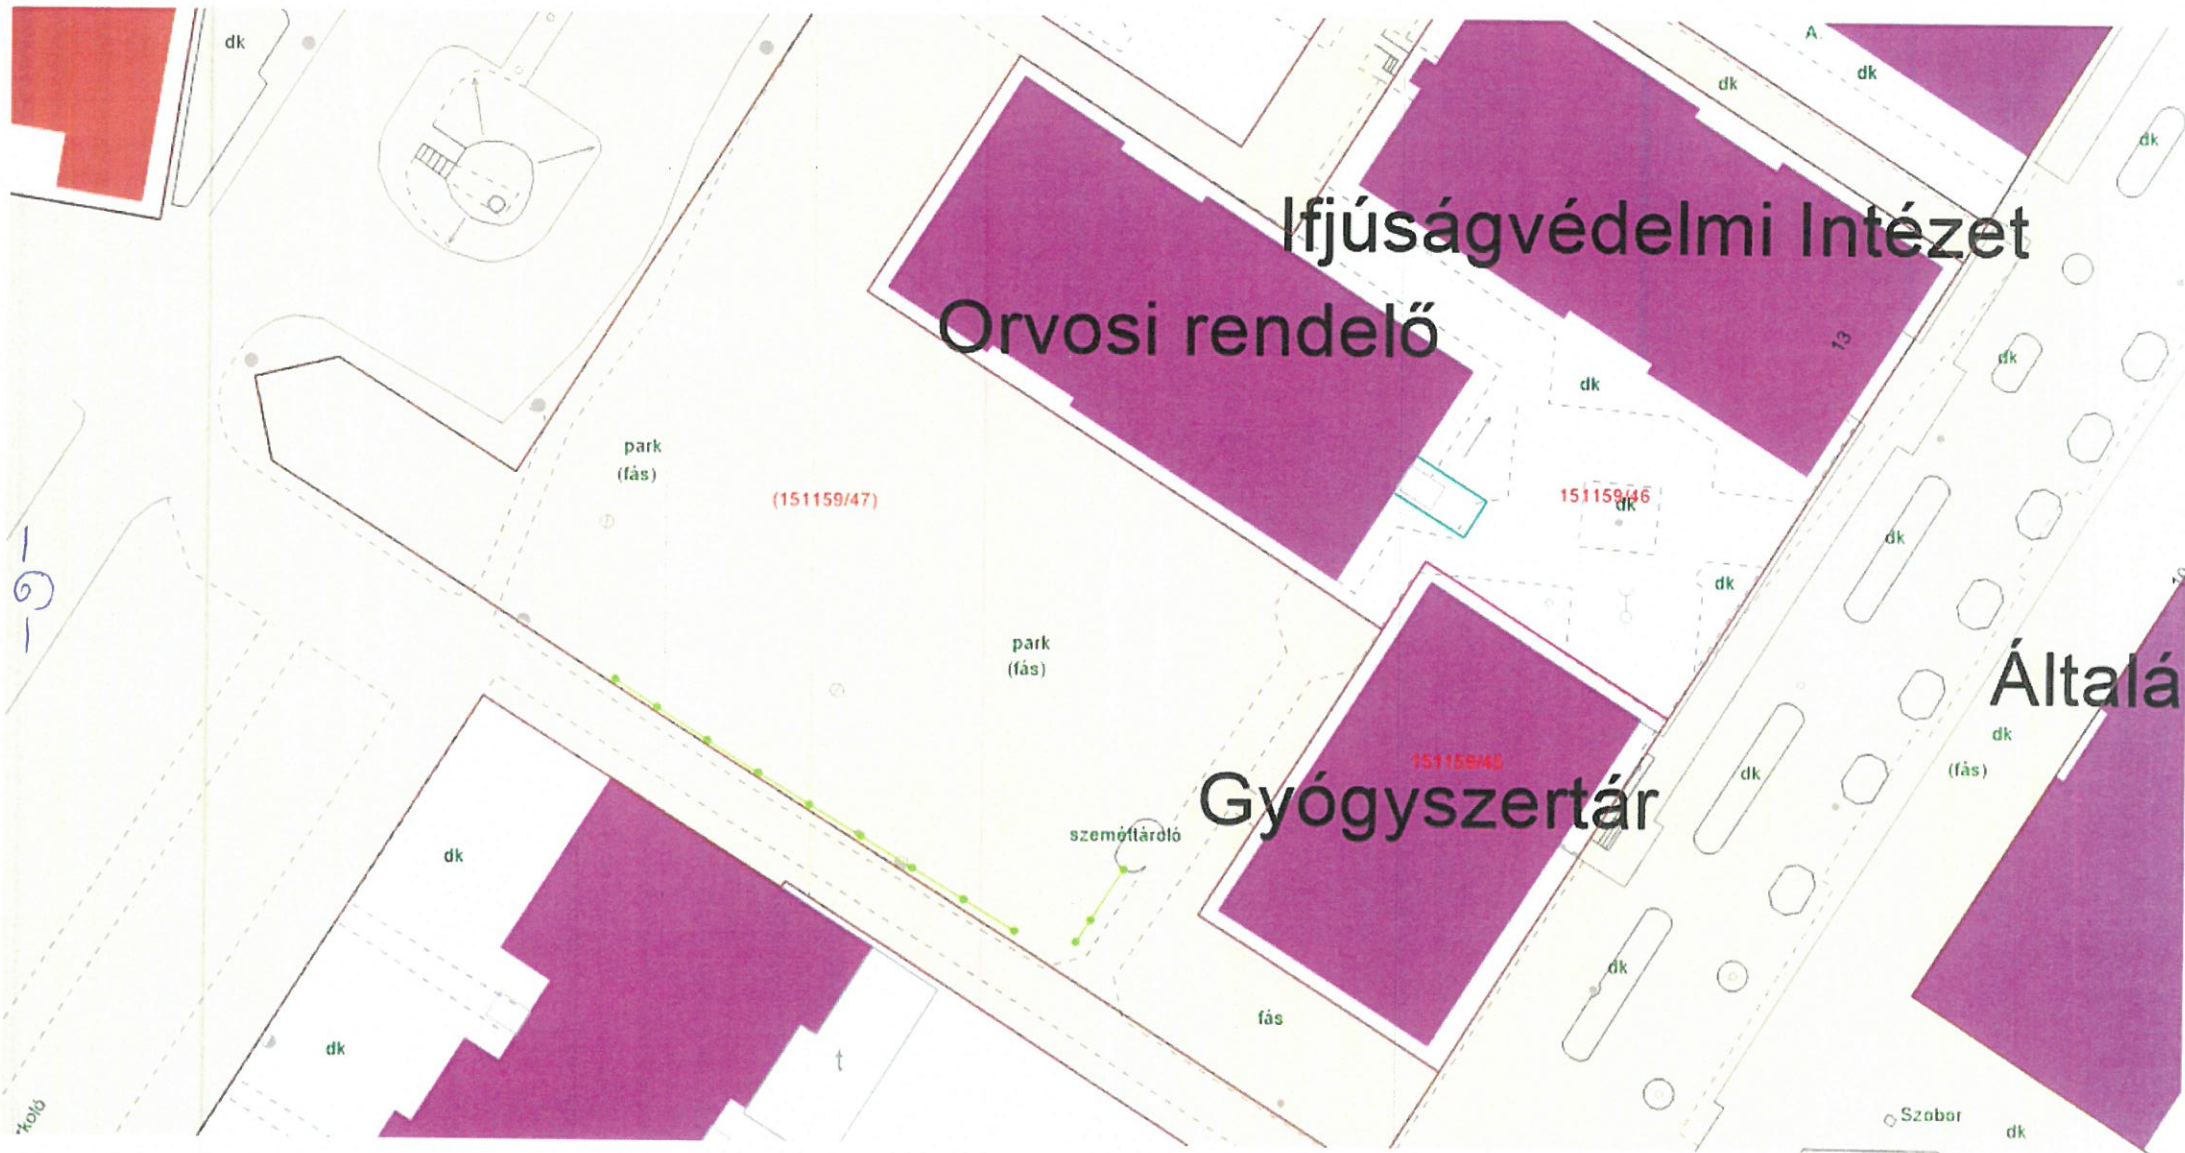 dk
A.
dk
dk
dk
Ifjúságvédelmi Intézet
Orvosi rendelő
13
dk
dk
park
(fás)
(151159/47)
151159/46
dk
dk
dk
-9-
park
(fás)
Általá
dk
(fás)
151159/45
Gyógyszertár
dk
szeméttároló
dk
dk
fás
dk
t
Szobor
dk